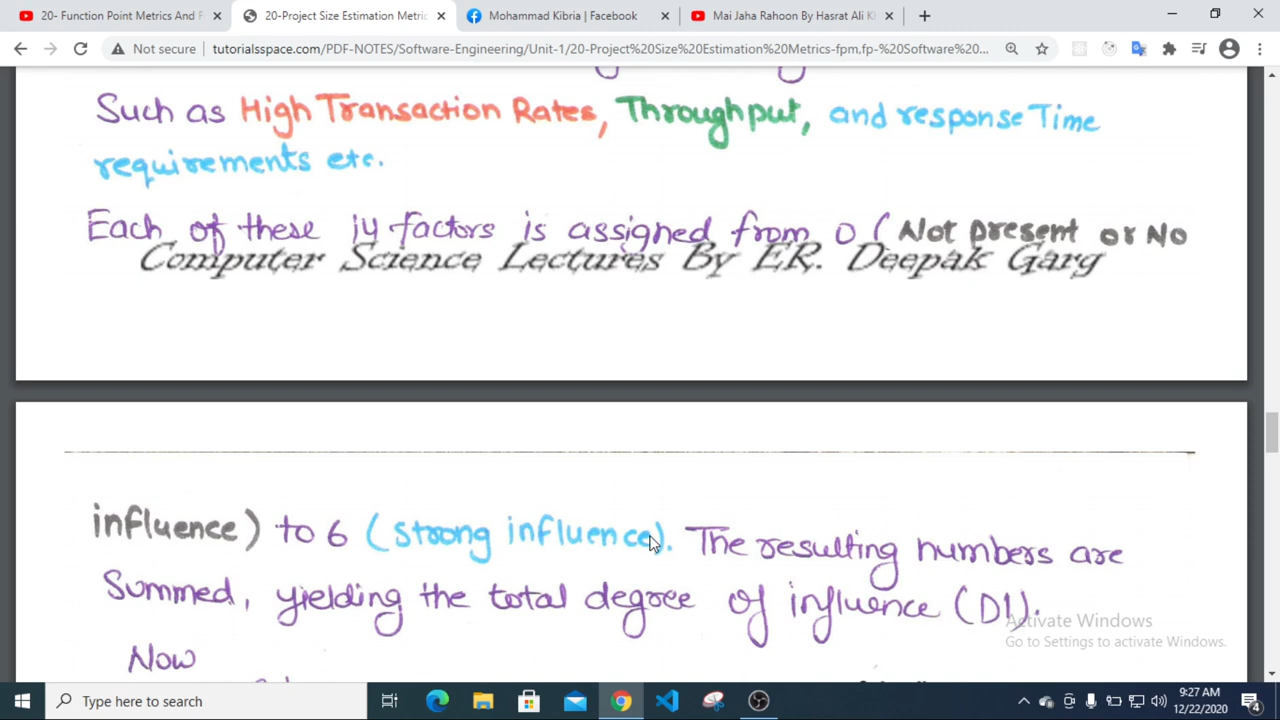 20- Function Point Metrics And F
20-Project Size Estimation Metric
Mohammad Kibria | Facebook
Mai Jaha Rahoon By Hasrat Ali Kh
Not secure
tutorialsspace.com/PDF-NOTES/Software-Engineering/Unit-1/20-Project%20Size%20Estimation%20Metrics-fpm,fp-%20Software%20...
Such as High Transaction Rates, Throughput, and response Time
requirements etc.
Each of these 14 factors is assigned from 0 (Not present or No
Computer Science Lectures By ER. Deepak Garg
influence) to 6 (strong influence). The resulting numbers are
Summed, yielding the total degree of influence (DI).
Now
Activate Windows
Go to Settings to activate Windows.
Type here to search
9:27 AM
12/22/2020
4